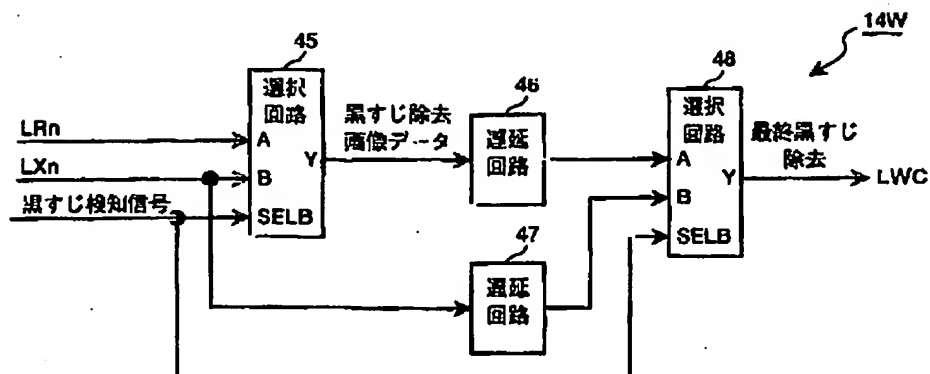 14W
45
選択
回路
LRn
A
LXn
B
Y
黒すじ検知信号
SELB
黒すじ除去
画像データ
46
遅延
回路
47
遅延
回路
48
選択
回路
A
B
Y
SELB
最終黒すじ
除去
LWC